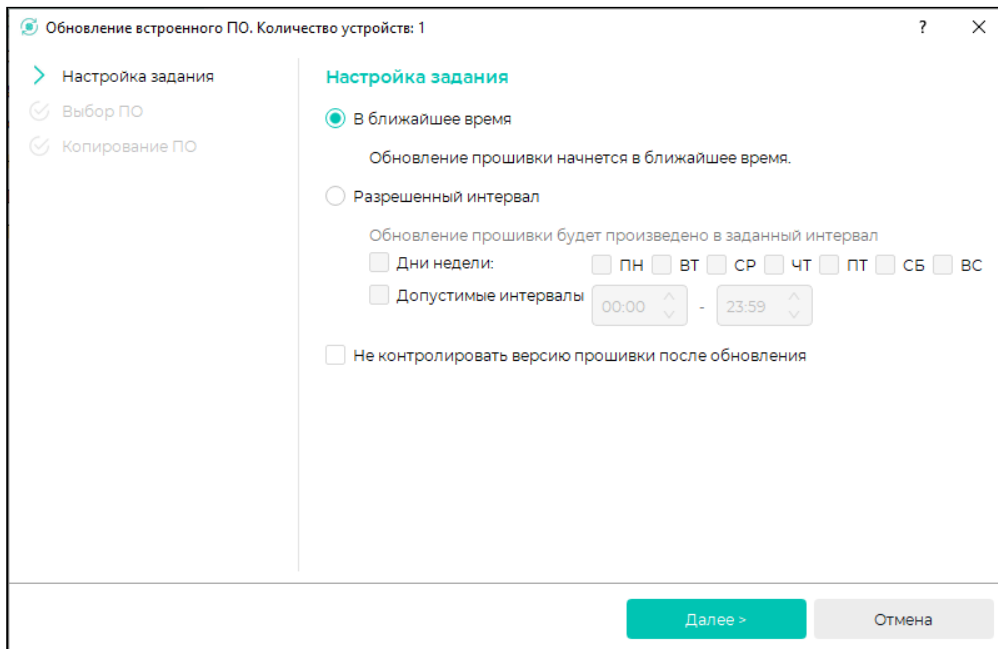 Обновление встроенного ПО. Количество устройств: 1 ?
Настройка задания
Выбор ПО
Копирование ПО
Настройка задания
В ближайшее время
Обновление прошивки начнется в ближайшее время.
Разрешенный интервал
Обновление прошивки будет произведено в заданный интервал
Дни недели: ПН ВТ СР ЧТ ПТ СБ ВС
Допустимые интервалы 00:00 - 23:59
Не контролировать версию прошивки после обновления
Далее > Отмена